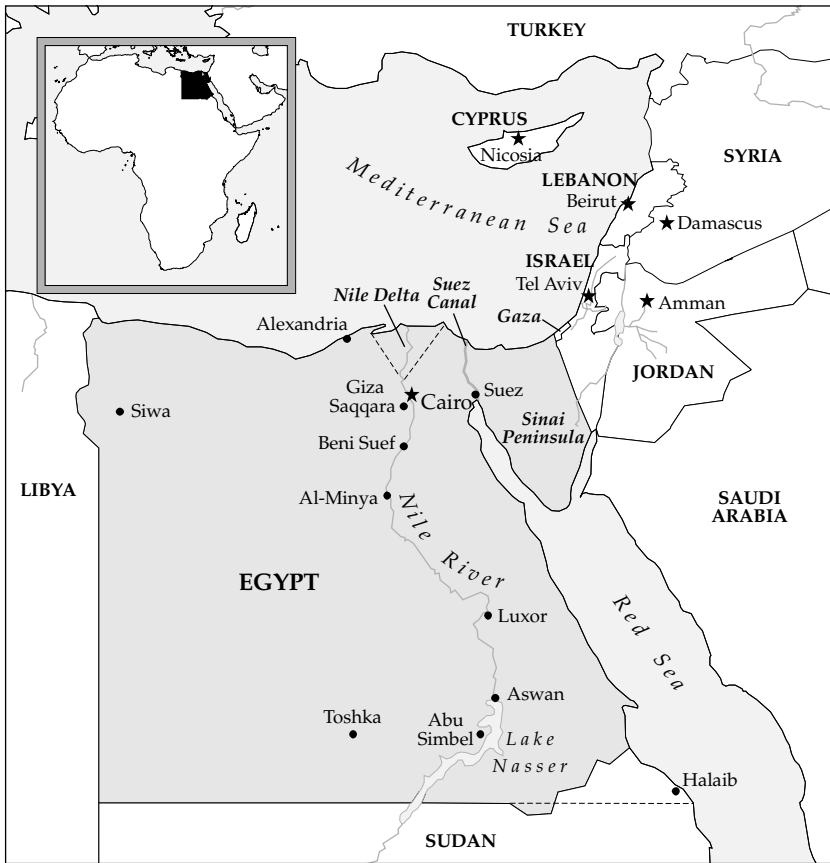 TURKEY
CYPRUS
Nicosia
SYRIA
LEBANON
Beirut
Damascus
Mediterranean Sea
ISRAEL
Tel Aviv
Suez
Canal
Nile Delta
Gaza
Amman
Alexandria
JORDAN
Giza
Saqqara
Cairo
Suez
Siwa
Sinai
Peninsula
Beni Suef
LIBYA
Al-Minya
SAUDI
ARABIA
Nile River
EGYPT
Luxor
Red Sea
Aswan
Toshka
Abu
Simbel
Lake
Nasser
Halaib
SUDAN